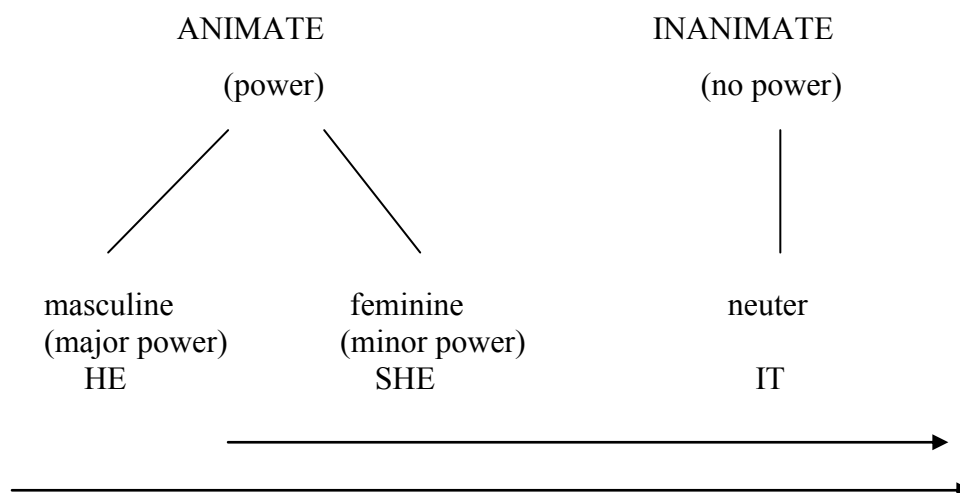 ANIMATE INANIMATE
(power) (no power)
masculine feminine neuter
(major power) (minor power)
HE SHE IT